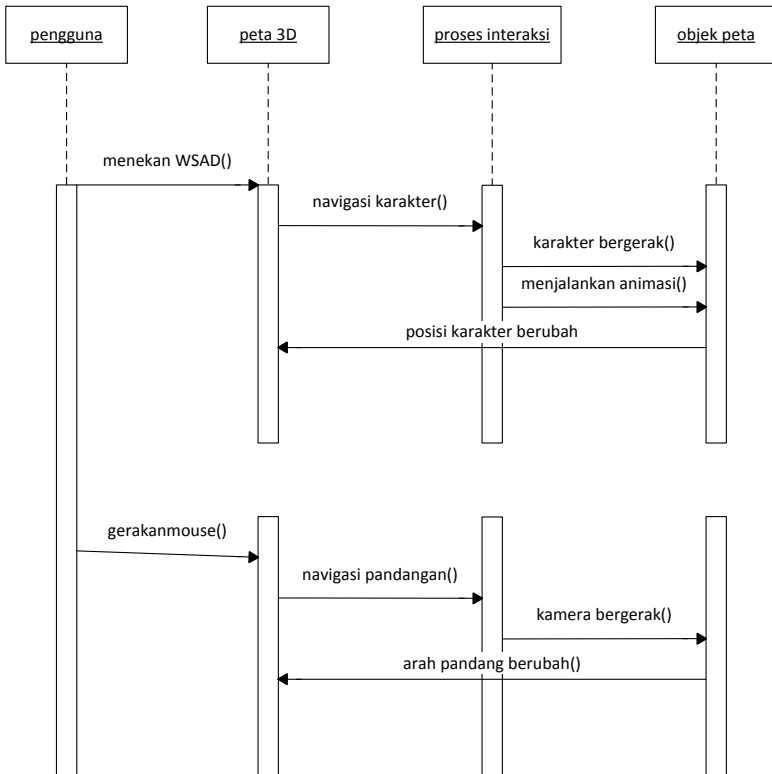 pengguna
peta 3D
proses interaksi
objek peta
menekan WSAD()
navigasi karakter()
karakter bergerak()
menjalankan animasi()
posisi karakter berubah
gerakanmouse()
navigasi pandangan()
kamera bergerak()
arah pandang berubah()